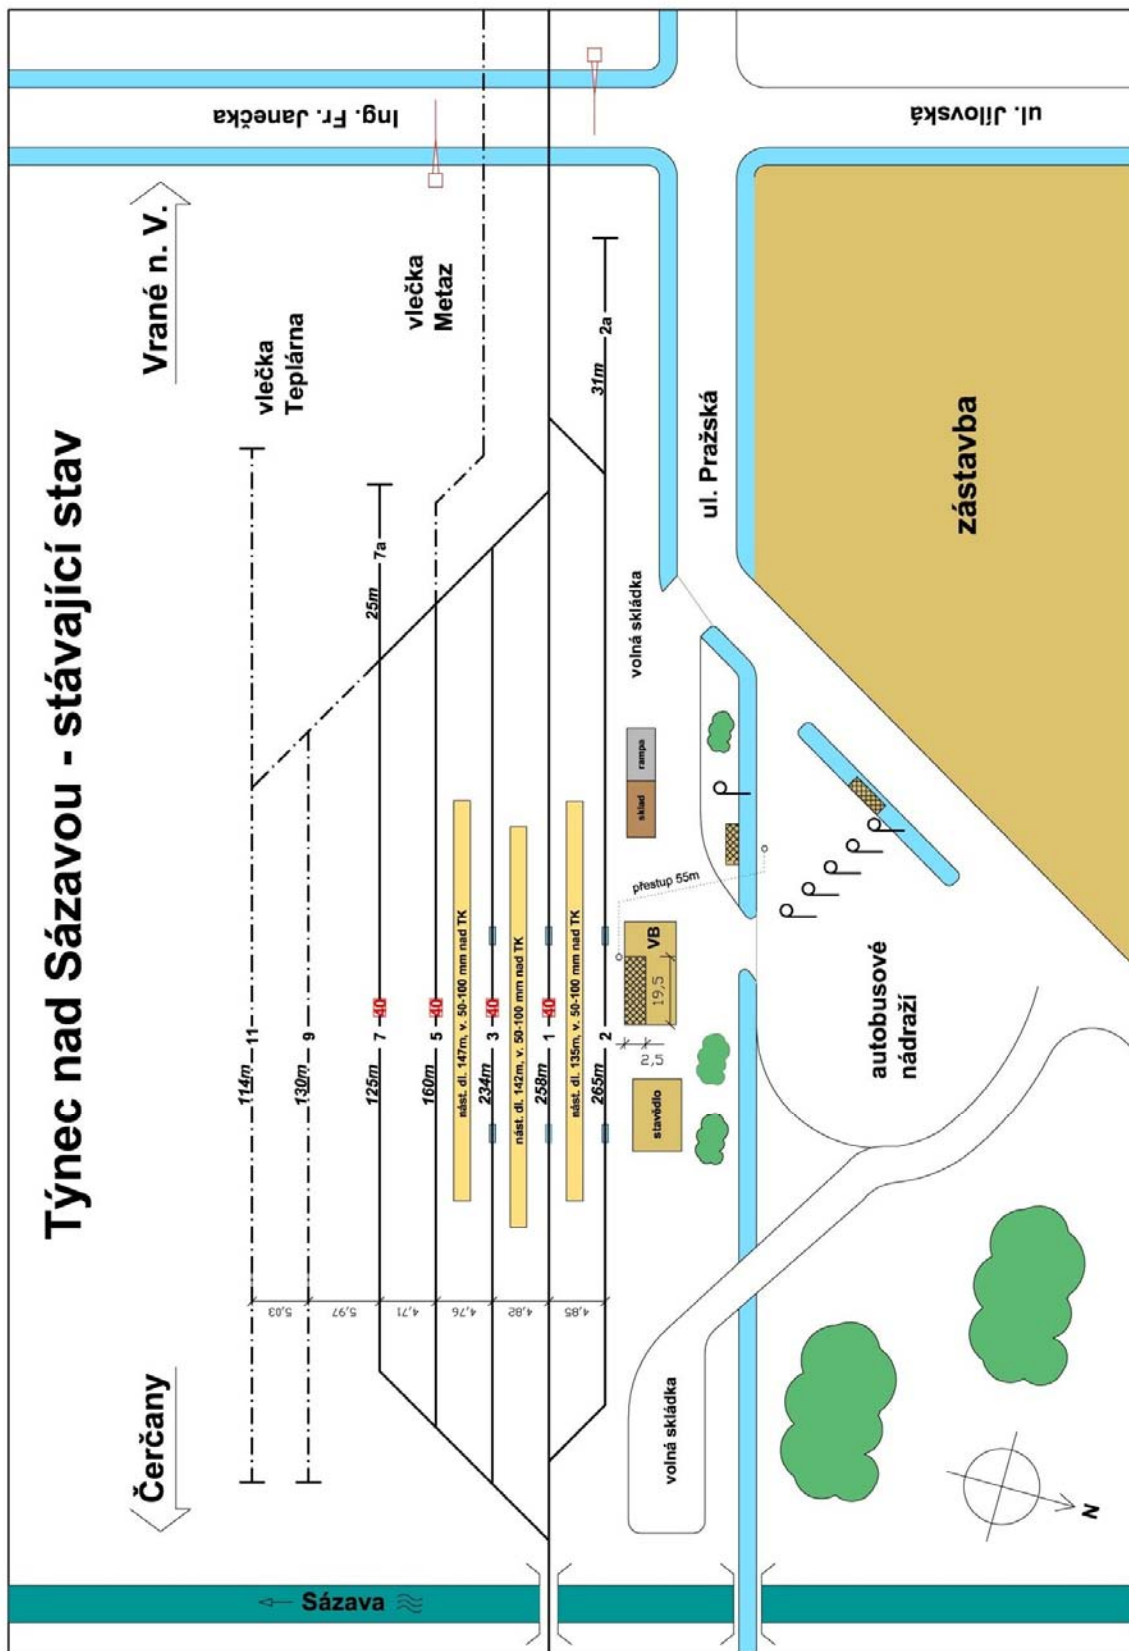 Týnec nad Sázavou - stávající stav
Čerčany
Vrané n. V.
vlečka
Teplárna
vlečka
Metaz
Ing. Fr. Janečka
ul. Jílovská
114m
11
130m
9
125m
7
40
25m
7a
160m
5
40
nást. dl. 147m, v. 50-100 mm nad TK
234m
3
40
nást. dl. 142m, v. 50-100 mm nad TK
258m
1
40
nást. dl. 135m, v. 50-100 mm nad TK
265m
2
31m
2a
5,03
5,97
4,71
4,76
4,82
4,85
stavědlo
VB
19,5
2,5
sklad
rampa
volná skládka
přestup 55m
ul. Pražská
volná skládka
autobusové
nádraží
zástavba
Sázava
N